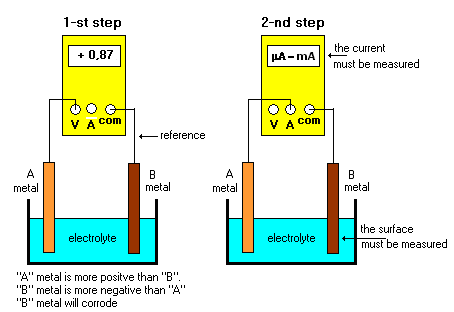 1-st step
+ 0,87
V A com
reference
A
metal
B
metal
electrolyte
"A" metal is more positve than "B".
"B" metal is more negative than "A"
"B" metal will corrode
2-nd step
µA – mA
the current
must be measured
V A com
A
metal
B
metal
electrolyte
the surface
must be measured